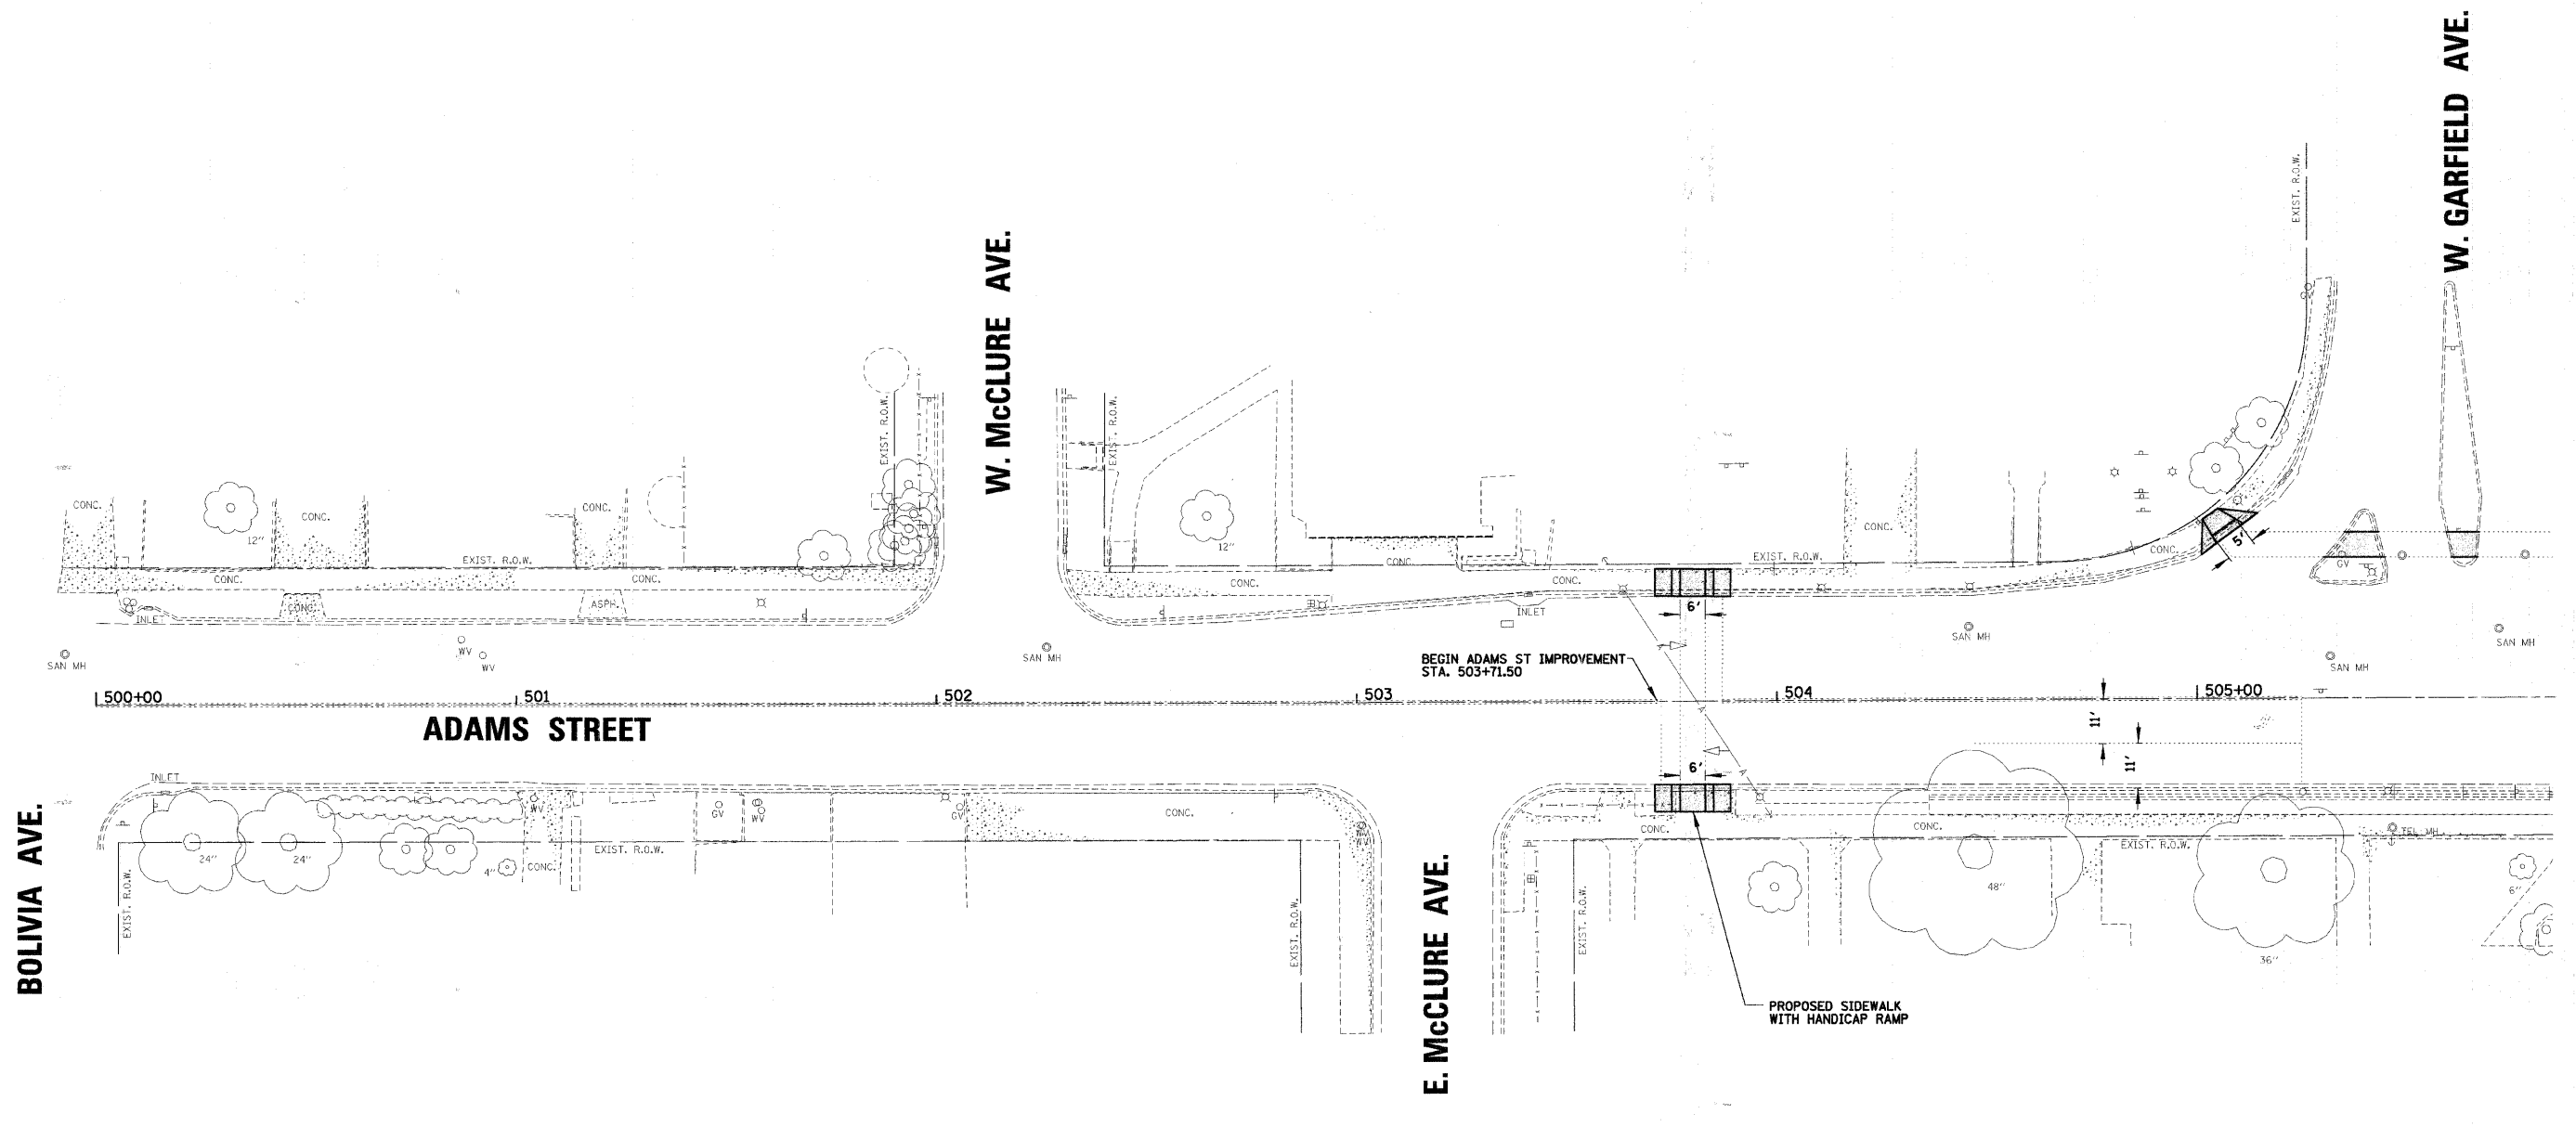 W. GARFIELD AVE.
EXIST. R.O.W.
W. McCLURE AVE.
EXIST. R.O.W.
EXIST. R.O.W.
CONC.
CONC.
CONC.
12"
12"
CONC.
EXIST. R.O.W.
CONC.
EXIST. R.O.W.
CONC.
5'
CONC.
CONC.
CONC.
CONC.
GV
CONC.
ASPH.
INLET
INLET
6'
SAN MH
WV
WV
SAN MH
SAN MH
SAN MH
SAN MH
BEGIN ADAMS ST IMPROVEMENT
STA. 503+71.50
500+00
501
502
503
504
505+00
ADAMS STREET
11'
11'
INLET
6'
BOLIVIA AVE.
WV
GV
WV
GV
CONC.
WV
CONC.
CONC.
TEL MH
24"
24"
4"
CONC.
EXIST. R.O.W.
EXIST. R.O.W.
48"
6"
EXIST. R.O.W.
EXIST. R.O.W.
EXIST. R.O.W.
36"
E. McCLURE AVE.
PROPOSED SIDEWALK
WITH HANDICAP RAMP